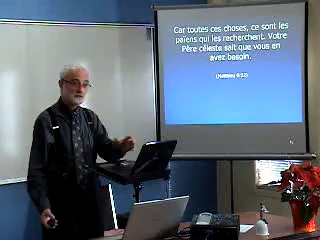 Car toutes ces choses, ce sont les
païens qui les recherchent. Votre
Père céleste sait que vous en
avez besoin.
(Matthieu 6:32)